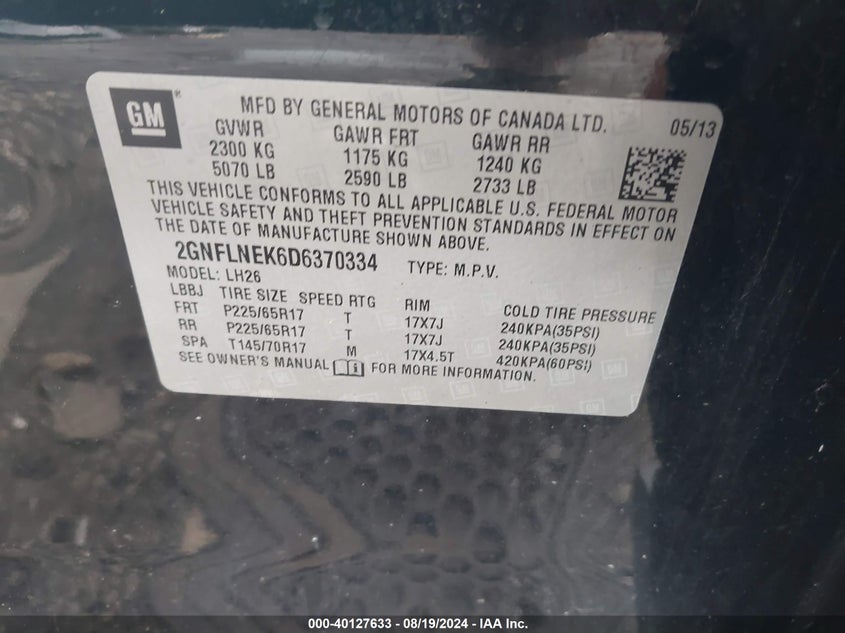 GM®
MFD BY GENERAL MOTORS OF CANADA LTD. 05/13
GVWR GAWR FRT GAWR RR
2300 KG 1175 KG 1240 KG
5070 LB 2590 LB 2733 LB
THIS VEHICLE CONFORMS TO ALL APPLICABLE U.S. FEDERAL MOTOR
VEHICLE SAFETY AND THEFT PREVENTION STANDARDS IN EFFECT ON
THE DATE OF MANUFACTURE SHOWN ABOVE.
2GNFLNEK6D6370334 TYPE: M.P.V.
MODEL: LH26
LBBJ TIRE SIZE SPEED RTG RIM COLD TIRE PRESSURE
FRT P225/65R17 T 17X7J 240KPA(35PSI)
RR P225/65R17 T 17X7J 240KPA(35PSI)
SPA T145/70R17 M 17X4.5T 420KPA(60PSI)
SEE OWNER'S MANUAL FOR MORE INFORMATION.
000-40127633 - 08/19/2024 - IAA Inc.